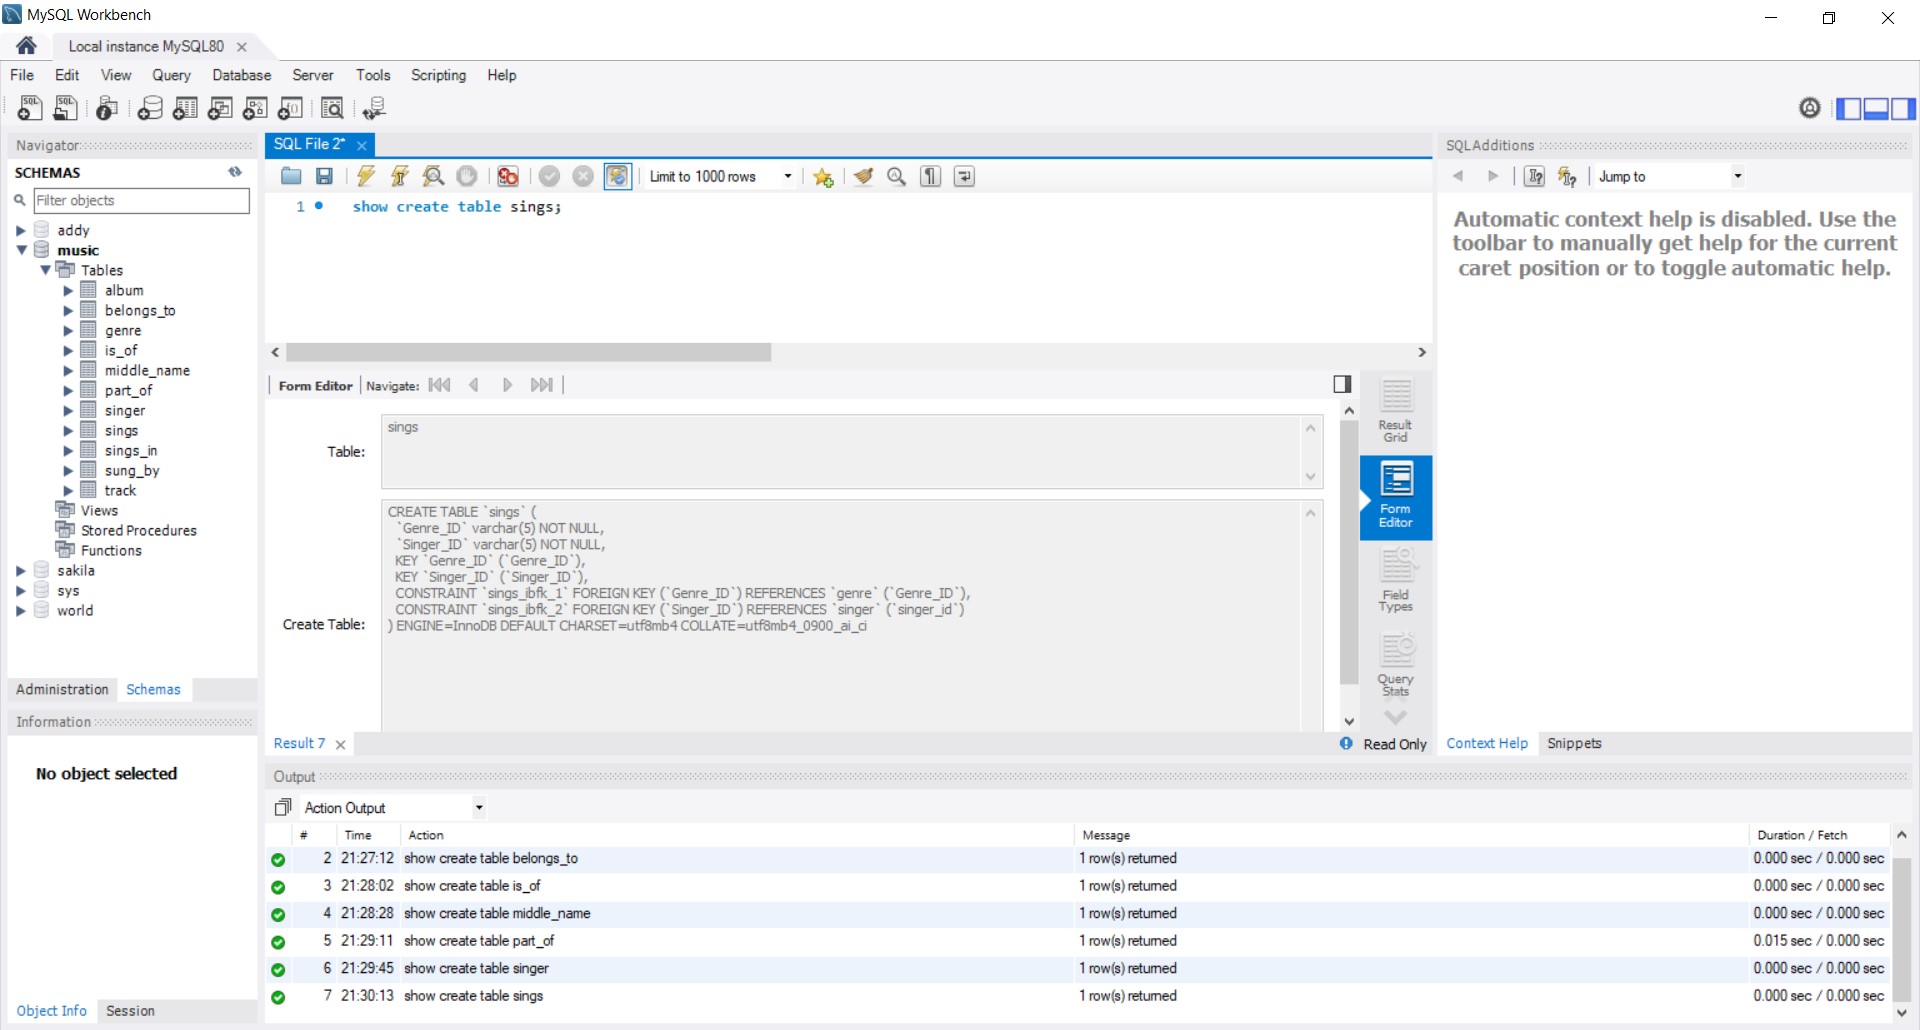 MySQL Workbench
Local instance MySQL80
File Edit View Query Database Server Tools Scripting Help
Navigator
SCHEMAS
Filter objects
addy
music
Tables
album
belongs_to
genre
is_of
middle_name
part_of
singer
sings
sings_in
sung_by
track
Views
Stored Procedures
Functions
sakila
sys
world
Administration Schemas
Information
No object selected
Object Info Session
SQL File 2*
Limit to 1000 rows
1 show create table sings;
Form Editor Navigate:
Table:
sings
Create Table:
CREATE TABLE `sings` (
`Genre_ID` varchar(5) NOT NULL,
`Singer_ID` varchar(5) NOT NULL,
KEY `Genre_ID` (`Genre_ID`),
KEY `Singer_ID` (`Singer_ID`),
CONSTRAINT `sings_ibfk_1` FOREIGN KEY (`Genre_ID`) REFERENCES `genre` (`Genre_ID`),
CONSTRAINT `sings_ibfk_2` FOREIGN KEY (`Singer_ID`) REFERENCES `singer` (`singer_id`)
) ENGINE=InnoDB DEFAULT CHARSET=utf8mb4 COLLATE=utf8mb4_0900_ai_ci
Result
Grid
Form
Editor
Field
Types
Query
Stats
Result 7
Read Only
SQLAdditions
Jump to
Automatic context help is disabled. Use the
toolbar to manually get help for the current
caret position or to toggle automatic help.
Context Help Snippets
Output
Action Output
# Time Action Message Duration / Fetch
2 21:27:12 show create table belongs_to 1 row(s) returned 0.000 sec / 0.000 sec
3 21:28:02 show create table is_of 1 row(s) returned 0.000 sec / 0.000 sec
4 21:28:28 show create table middle_name 1 row(s) returned 0.000 sec / 0.000 sec
5 21:29:11 show create table part_of 1 row(s) returned 0.015 sec / 0.000 sec
6 21:29:45 show create table singer 1 row(s) returned 0.000 sec / 0.000 sec
7 21:30:13 show create table sings 1 row(s) returned 0.000 sec / 0.000 sec